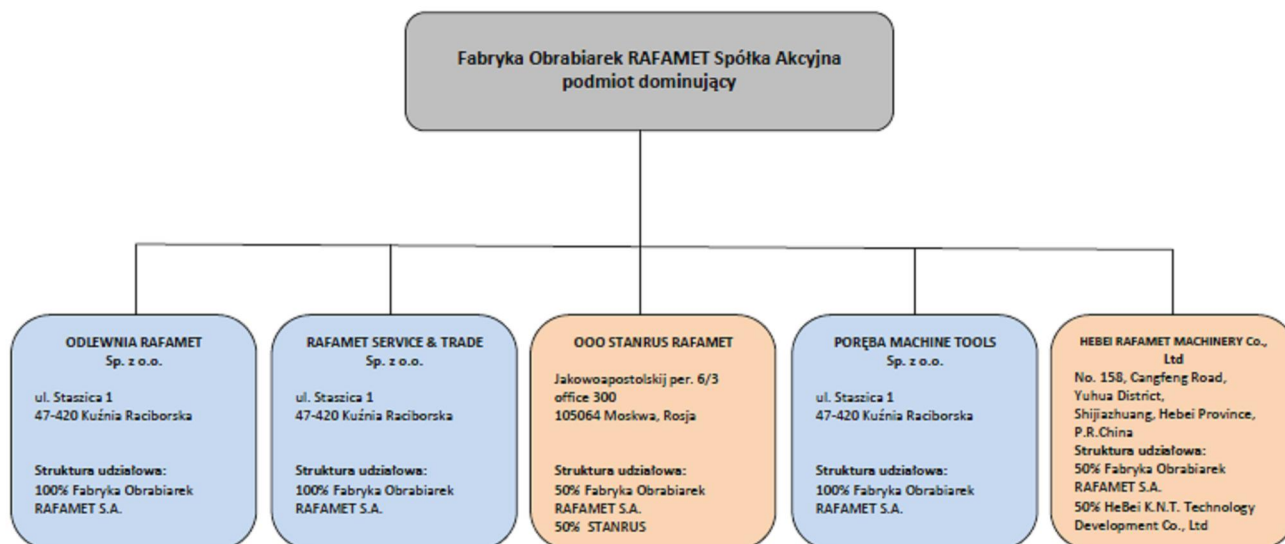 Fabryka Obrabiarek RAFAMET Spółka Akcyjna
podmiot dominujący
ODLEWNIA RAFAMET
Sp. z o.o.
ul. Staszica 1
47-420 Kuźnia Raciborska
Struktura udziałowa:
100% Fabryka Obrabiarek
RAFAMET S.A.
RAFAMET SERVICE & TRADE
Sp. z o.o.
ul. Staszica 1
47-420 Kuźnia Raciborska
Struktura udziałowa:
100% Fabryka Obrabiarek
RAFAMET S.A.
OOO STANRUS RAFAMET
Jakowoapostolskij per. 6/3
office 300
105064 Moskwa, Rosja
Struktura udziałowa:
50% Fabryka Obrabiarek
RAFAMET S.A.
50% STANRUS
PORĘBA MACHINE TOOLS
Sp. z o.o.
ul. Staszica 1
47-420 Kuźnia Raciborska
Struktura udziałowa:
100% Fabryka Obrabiarek
RAFAMET S.A.
HEBEI RAFAMET MACHINERY Co.,
Ltd
No. 158, Cangfeng Road,
Yuhua District,
Shijiazhuang, Hebei Province,
P.R.China
Struktura udziałowa:
50% Fabryka Obrabiarek
RAFAMET S.A.
50% HeBei K.N.T. Technology
Development Co., Ltd